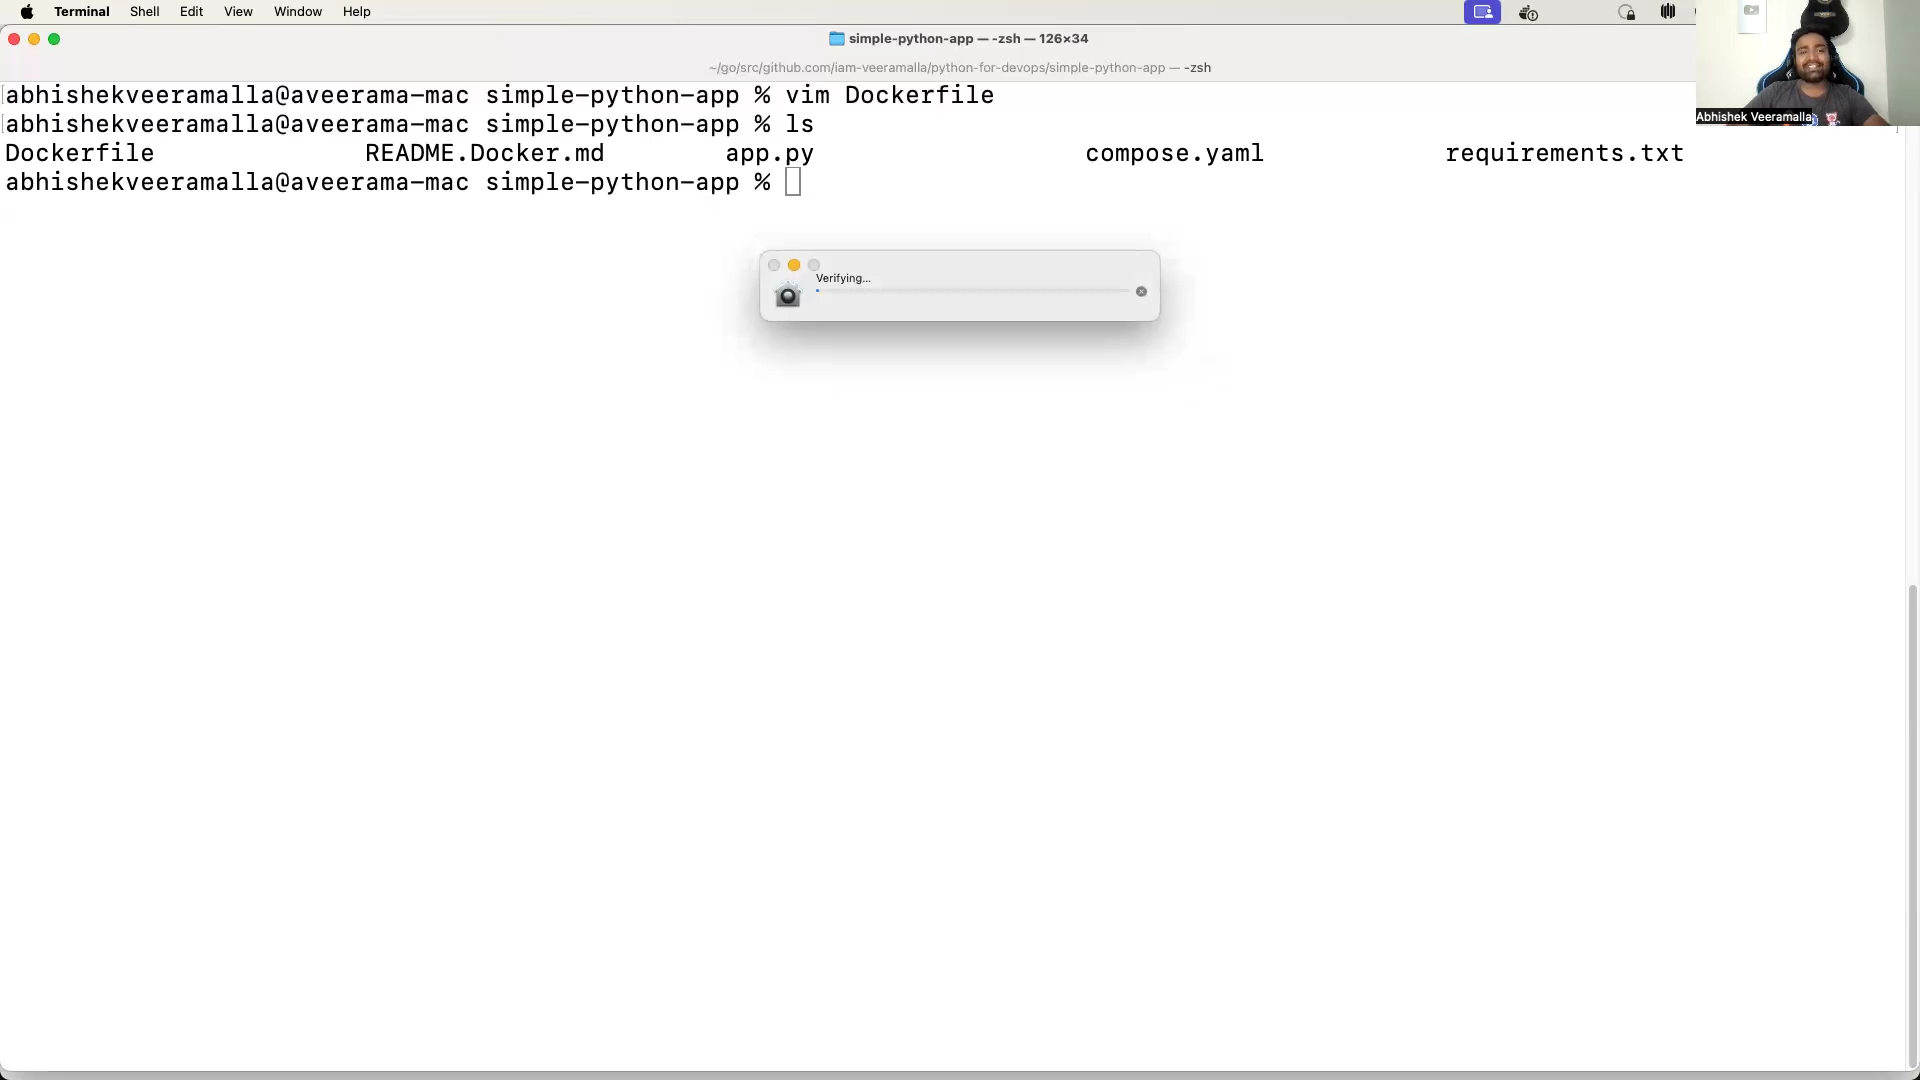 Terminal Shell Edit View Window Help
simple-python-app — -zsh — 126×34
~/go/src/github.com/iam-veeramalla/python-for-devops/simple-python-app — -zsh
abhishekveeramalla@aveerama-mac simple-python-app % vim Dockerfile
abhishekveeramalla@aveerama-mac simple-python-app % ls
Dockerfile README.Docker.md app.py compose.yaml requirements.txt
abhishekveeramalla@aveerama-mac simple-python-app %
Verifying...
Abhishek Veeramalla